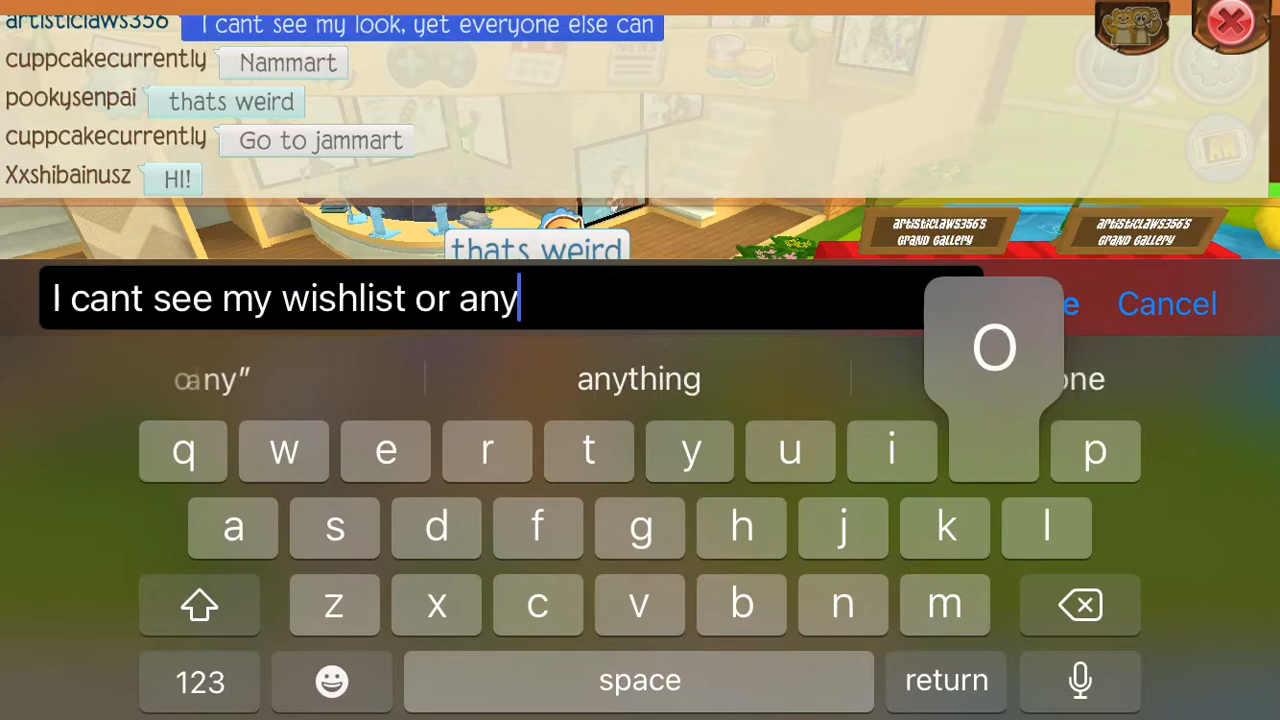 artisticlaws356 I cant see my look, yet everyone else can
cuppcakecurrently Nammart
pookysenpai thats weird
cuppcakecurrently Go to jammart
Xxshibainusz HI!
NEWS
thats weird
ARTISTICLAWS356'S
GRAND GALLERY
ARTISTICLAWS356'S
GRAND GALLERY
I cant see my wishlist or any
Cancel
any” anything
O
q w e r t y u i p
a s d f g h j k l
z x c v b n m
123 space return